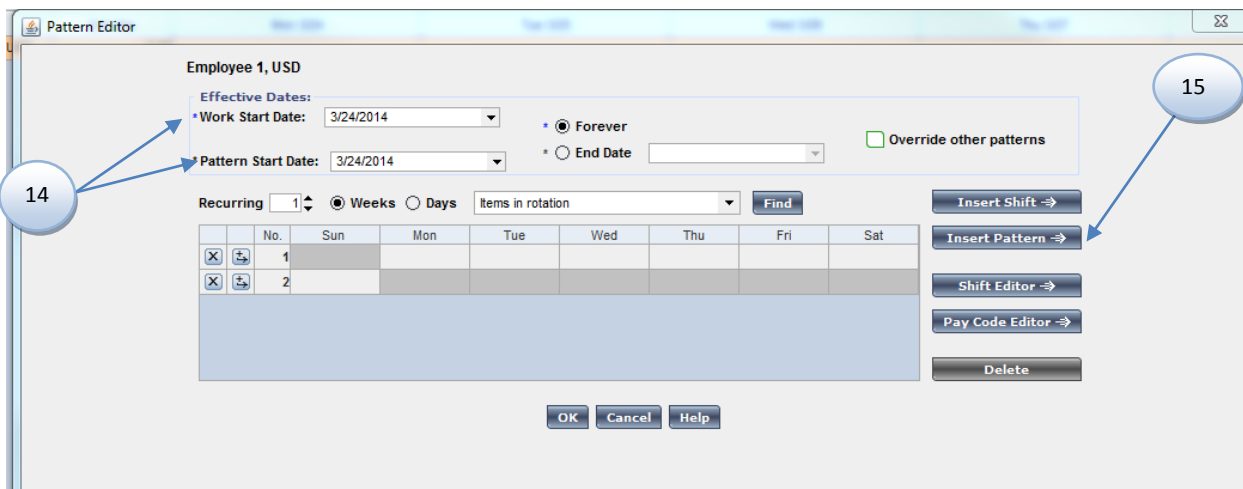 Pattern Editor
Employee 1, USD
Effective Dates:
*Work Start Date: 3/24/2014
* Forever
Override other patterns
*Pattern Start Date: 3/24/2014
* End Date
14
15
Recurring 1 Weeks Days Items in rotation Find
Insert Shift
Insert Pattern
Shift Editor
Pay Code Editor
Delete
No. Sun Mon Tue Wed Thu Fri Sat
X 1
X 2
OK Cancel Help